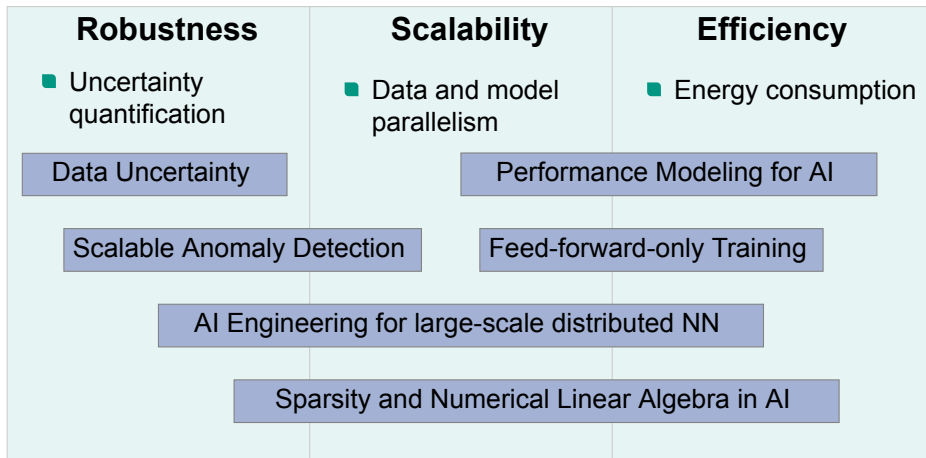 Robustness
Scalability
Efficiency
Uncertainty
quantification
Data and model
parallelism
Energy consumption
Data Uncertainty
Performance Modeling for AI
Scalable Anomaly Detection
Feed-forward-only Training
AI Engineering for large-scale distributed NN
Sparsity and Numerical Linear Algebra in AI